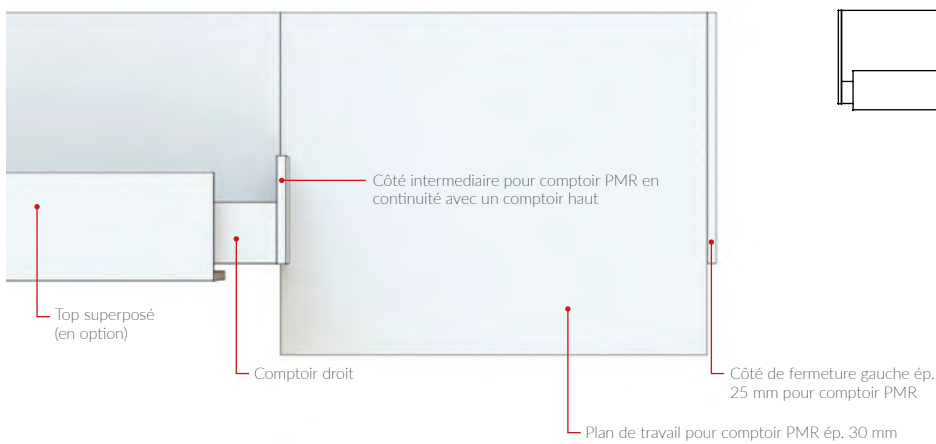 Côté intermediaire pour comptoir PMR en
continuité avec un comptoir haut
Top superposé
(en option)
Comptoir droit
Côté de fermeture gauche ép.
25 mm pour comptoir PMR
Plan de travail pour comptoir PMR ép. 30 mm